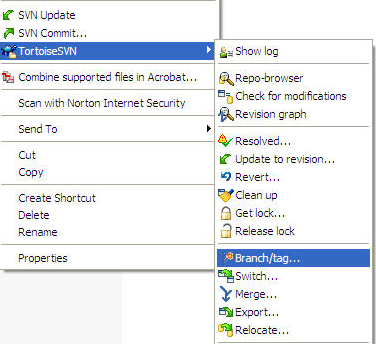 SVN Update
SVN Commit...
TortoiseSVN
Combine supported files in Acrobat...
Scan with Norton Internet Security
Send To
Cut
Copy
Create Shortcut
Delete
Rename
Properties
Show log
Repo-browser
Check for modifications
Revision graph
Resolved...
Update to revision...
Revert...
Clean up
Get lock...
Release lock
Branch/tag...
Switch...
Merge...
Export...
Relocate...